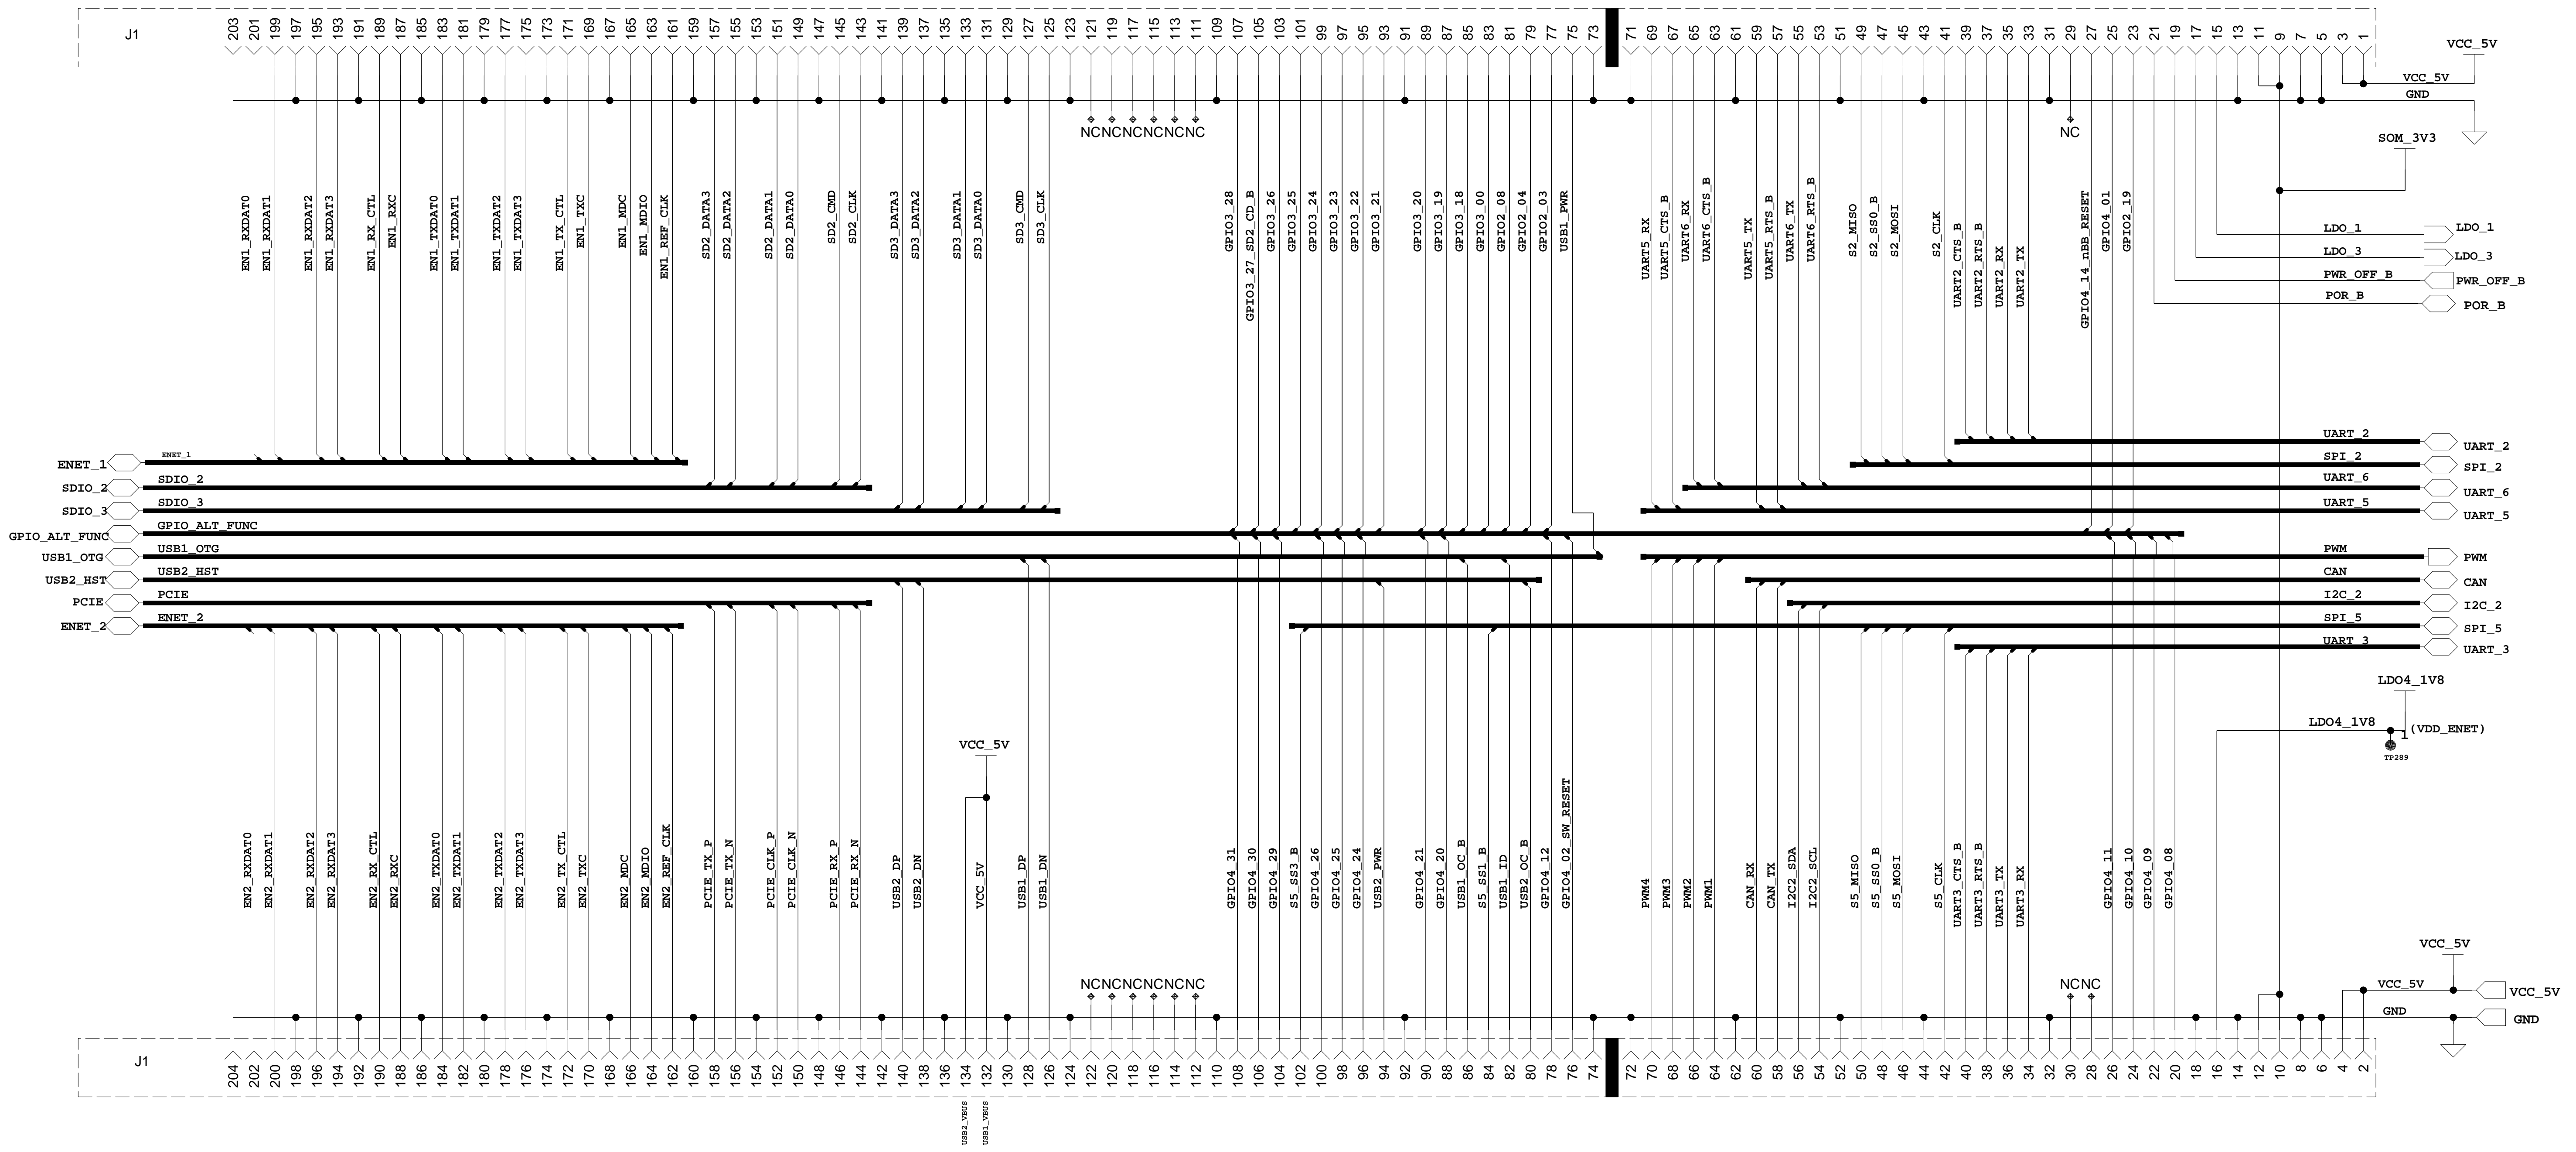 J1
203 201 199 197 195 193 191 189 187 185 183 181 179 177 175 173 171 169 167 165 163 161 159 157 155 153 151 149 147 145 143 141 139 137 135 133 131 129 127 125 123 121 119 117 115 113 111 109 107 105 103 101 99 97 95 93 91 89 87 85 83 81 79 77 75 73 71 69 67 65 63 61 59 57 55 53 51 49 47 45 43 41 39 37 35 33 31 29 27 25 23 21 19 17 15 13 11 9 7 5 3 1
VCC_5V
VCC_5V
GND
NC NC NC NC NC NC NC
SOM_3V3
EN1_RXDAT0
EN1_RXDAT1
EN1_RXDAT2
EN1_RXDAT3
EN1_RX_CTL
EN1_RXC
EN1_TXDAT0
EN1_TXDAT1
EN1_TXDAT2
EN1_TXDAT3
EN1_TX_CTL
EN1_TXC
EN1_MDC
EN1_MDIO
EN1_REF_CLK
SD2_DATA3
SD2_DATA2
SD2_DATA1
SD2_DATA0
SD2_CMD
SD2_CLK
SD3_DATA3
SD3_DATA2
SD3_DATA1
SD3_DATA0
SD3_CMD
SD3_CLK
GPIO3_28
GPIO3_27_SD2_CD_B
GPIO3_26
GPIO3_25
GPIO3_24
GPIO3_23
GPIO3_22
GPIO3_21
GPIO3_20
GPIO3_19
GPIO3_18
GPIO3_00
GPIO2_08
GPIO2_04
GPIO2_03
USB1_PWR
UART5_RX
UART5_CTS_B
UART6_RX
UART6_CTS_B
UART5_TX
UART5_RTS_B
UART6_TX
UART6_RTS_B
S2_MISO
S2_SS0_B
S2_MOSI
S2_CLK
UART2_CTS_B
UART2_RTS_B
UART2_RX
UART2_TX
GPIO4_14_nBB_RESET
GPIO4_01
GPIO2_19
LDO_1 LDO_1
LDO_3 LDO_3
PWR_OFF_B PWR_OFF_B
POR_B POR_B
UART_2 UART_2
ENET_1 ENET_1 SPI_2 SPI_2
SDIO_2 SDIO_2 UART_6 UART_6
SDIO_3 SDIO_3 UART_5 UART_5
GPIO_ALT_FUNC GPIO_ALT_FUNC
USB1_OTG USB1_OTG PWM PWM
USB2_HST USB2_HST CAN CAN
PCIE PCIE I2C_2 I2C_2
ENET_2 ENET_2 SPI_5 SPI_5
UART_3 UART_3
LDO4_1V8
LDO4_1V8
1
(VDD_ENET)
TP289
VCC_5V
EN2_RXDAT0
EN2_RXDAT1
EN2_RXDAT2
EN2_RXDAT3
EN2_RX_CTL
EN2_RXC
EN2_TXDAT0
EN2_TXDAT1
EN2_TXDAT2
EN2_TXDAT3
EN2_TX_CTL
EN2_TXC
EN2_MDC
EN2_MDIO
EN2_REF_CLK
PCIE_TX_P
PCIE_TX_N
PCIE_CLK_P
PCIE_CLK_N
PCIE_RX_P
PCIE_RX_N
USB2_DP
USB2_DN
VCC_5V
USB1_DP
USB1_DN
GPIO4_31
GPIO4_30
GPIO4_29
S5_SS3_B
GPIO4_26
GPIO4_25
GPIO4_24
USB2_PWR
GPIO4_21
GPIO4_20
USB1_OC_B
S5_SS1_B
USB1_ID
USB2_OC_B
GPIO4_12
GPIO4_02_SW_RESET
PWM4
PWM3
PWM2
PWM1
CAN_RX
CAN_TX
I2C2_SDA
I2C2_SCL
S5_MISO
S5_SS0_B
S5_MOSI
S5_CLK
UART3_CTS_B
UART3_RTS_B
UART3_TX
UART3_RX
GPIO4_11
GPIO4_10
GPIO4_09
GPIO4_08
VCC_5V
NC NC NC NC NC NC NC NC
VCC_5V VCC_5V
GND GND
J1
204 202 200 198 196 194 192 190 188 186 184 182 180 178 176 174 172 170 168 166 164 162 160 158 156 154 152 150 148 146 144 142 140 138 136 134 132 130 128 126 124 122 120 118 116 114 112 110 108 106 104 102 100 98 96 94 92 90 88 86 84 82 80 78 76 74 72 70 68 66 64 62 60 58 56 54 52 50 48 46 44 42 40 38 36 34 32 30 28 26 24 22 20 18 16 14 12 10 8 6 4 2
USB2_VBUS
USB1_VBUS